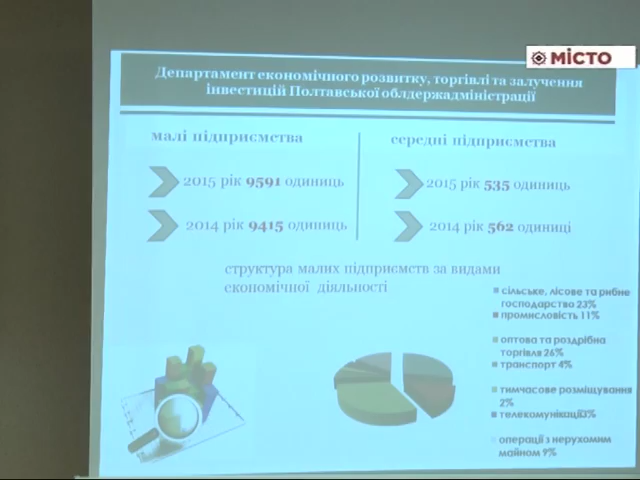 МІСТО
Департамент економічного розвитку, торгівлі та залучення
інвестицій Полтавської облдержадміністрації
малі підприємства
2015 рік 9591 одиниць
2014 рік 9415 одиниць
середні підприємства
2015 рік 535 одиниць
2014 рік 562 одиниці
структура малих підприємств за видами
економічної діяльності
сільське, лісове та рибне
господарство 23%
промисловість 11%
оптова та роздрібна
торгівля 26%
транспорт 4%
тимчасове розміщування
2%
телекомунікації3%
операції з нерухомим
майном 9%